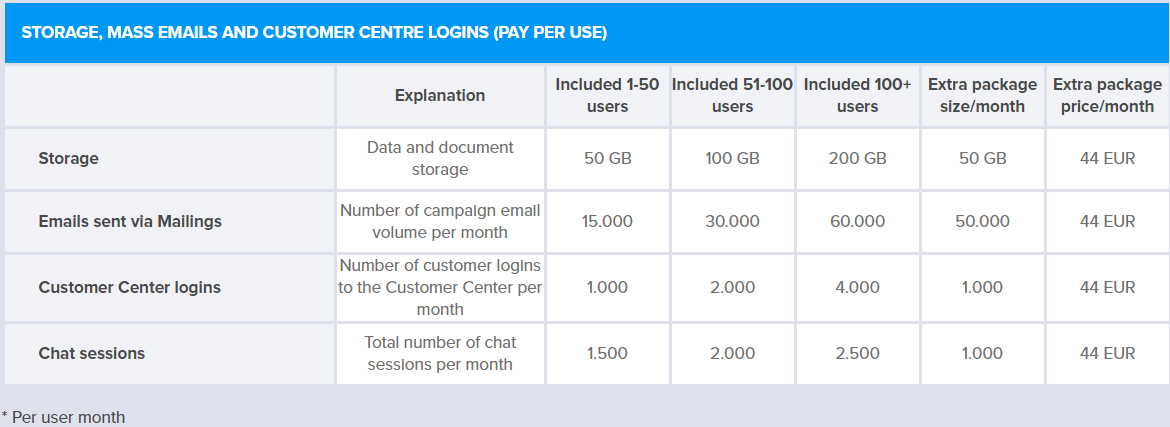 STORAGE, MASS EMAILS AND CUSTOMER CENTRE LOGINS (PAY PER USE)
Explanation
Included 1-50
users
Included 51-100
users
Included 100+
users
Extra package
size/month
Extra package
price/month
Storage
Data and document
storage
50 GB
100 GB
200 GB
50 GB
44 EUR
Emails sent via Mailings
Number of campaign email
volume per month
15.000
30.000
60.000
50.000
44 EUR
Customer Center logins
Number of customer logins
to the Customer Center per
month
1.000
2.000
4.000
1.000
44 EUR
Chat sessions
Total number of chat
sessions per month
1.500
2.000
2.500
1.000
44 EUR
* Per user month